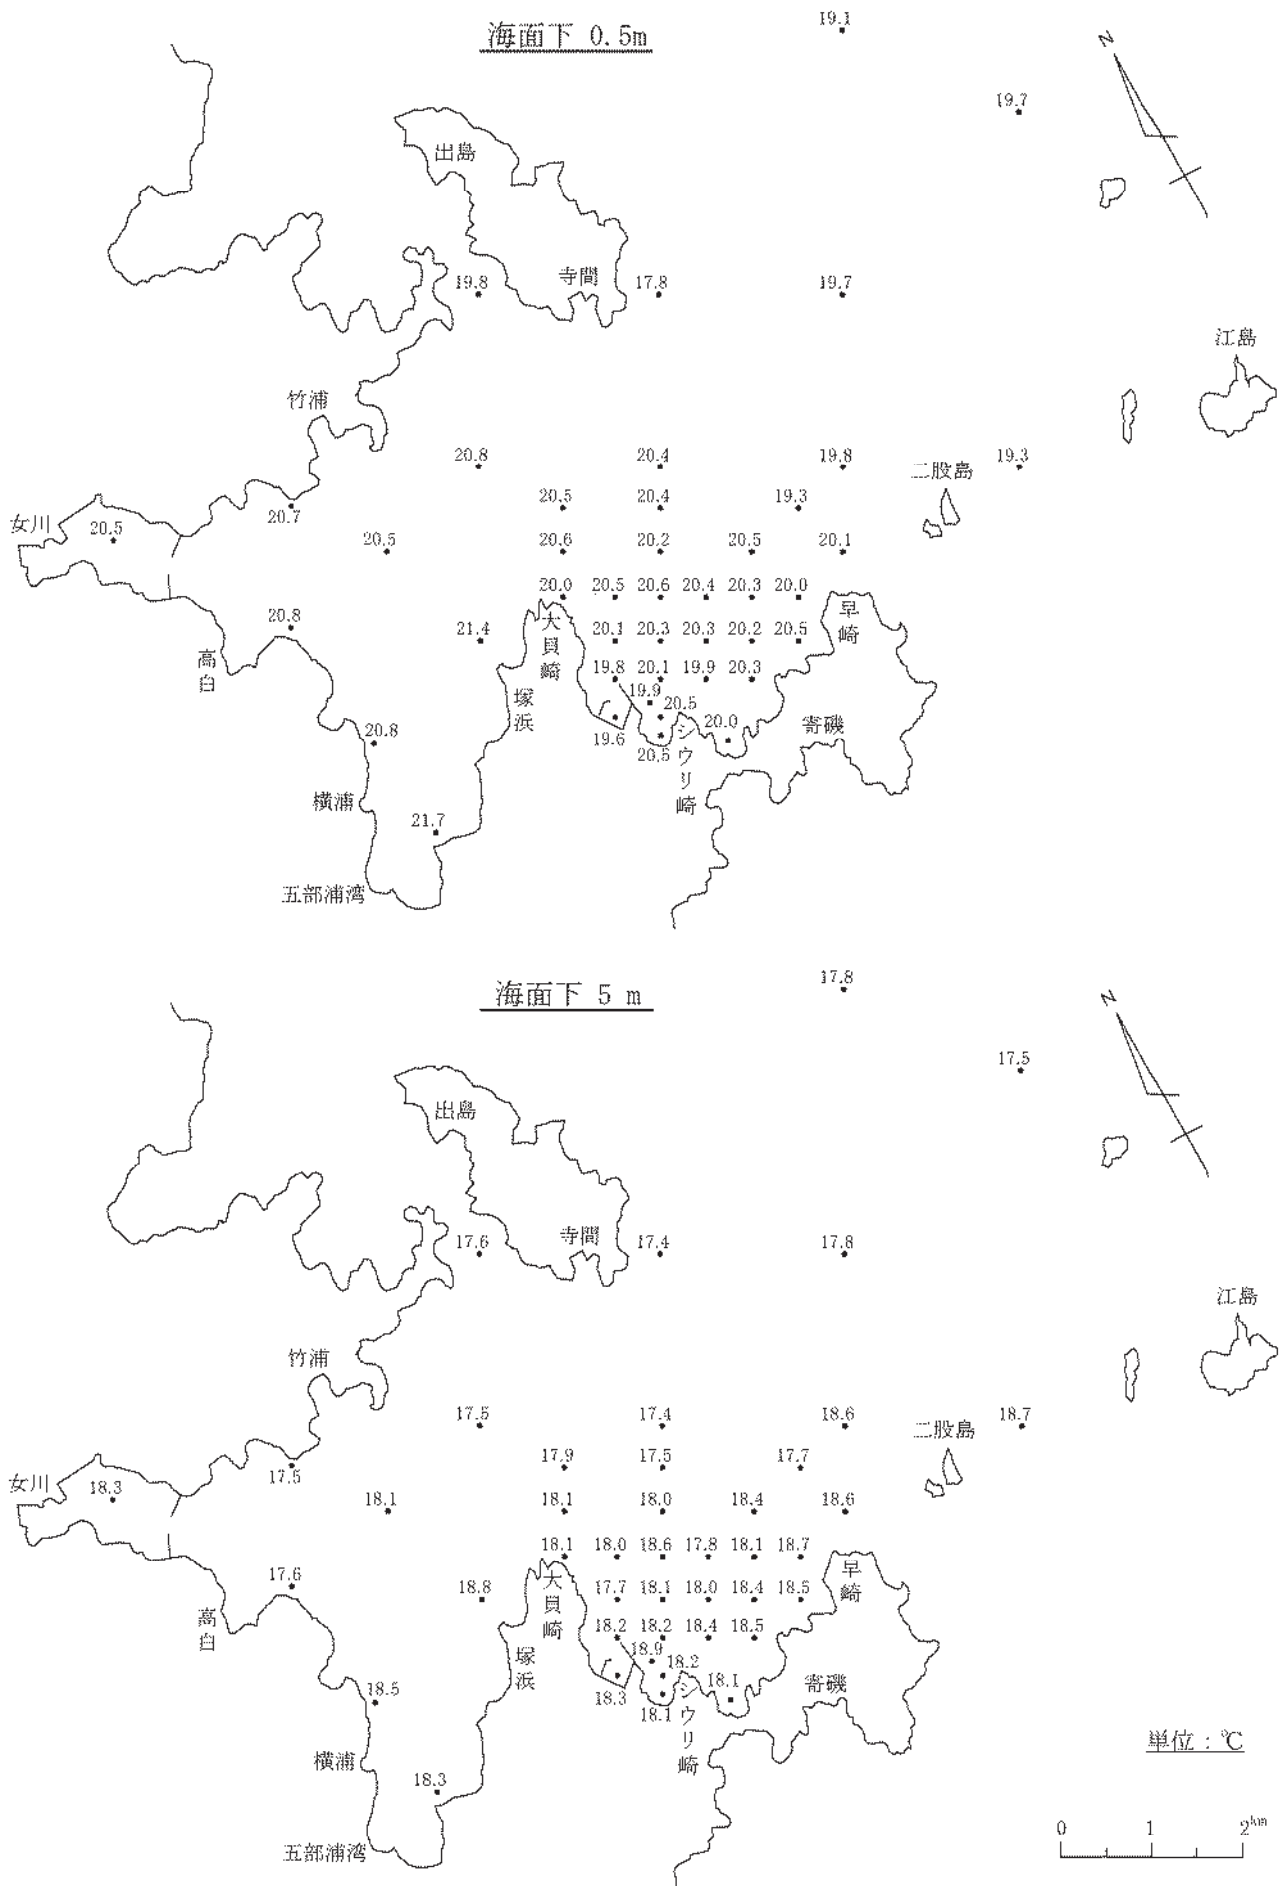 海面下 0.5m
19.1
N
19.7
出島
寺間
19.8
17.8
19.7
江島
竹浦
20.8
20.4
19.8
二股島
19.3
20.5
20.4
19.3
女川
20.5
20.7
20.5
20.6
20.2
20.5
20.1
20.0
20.5
20.6
20.4
20.3
20.0
早崎
大貝崎
20.8
21.4
20.1
20.3
20.3
20.2
20.5
高白
19.8
20.1
19.9
20.3
塚浜
19.9
20.5
寄磯
20.8
19.6
20.5
シウリ崎
20.0
横浦
21.7
五部浦湾
海面下 5 m
17.8
N
17.5
出島
寺間
17.6
17.4
17.8
江島
竹浦
17.5
17.4
18.6
二股島
18.7
17.9
17.5
17.7
女川
18.3
17.5
18.1
18.1
18.0
18.4
18.6
18.1
18.0
18.6
17.8
18.1
18.7
早崎
大貝崎
17.6
18.8
17.7
18.1
18.0
18.4
18.5
高白
18.2
18.2
18.4
18.5
塚浜
18.9
18.2
寄磯
18.5
18.3
18.1
シウリ崎
18.1
単位：℃
横浦
18.3
五部浦湾
0 1 2km